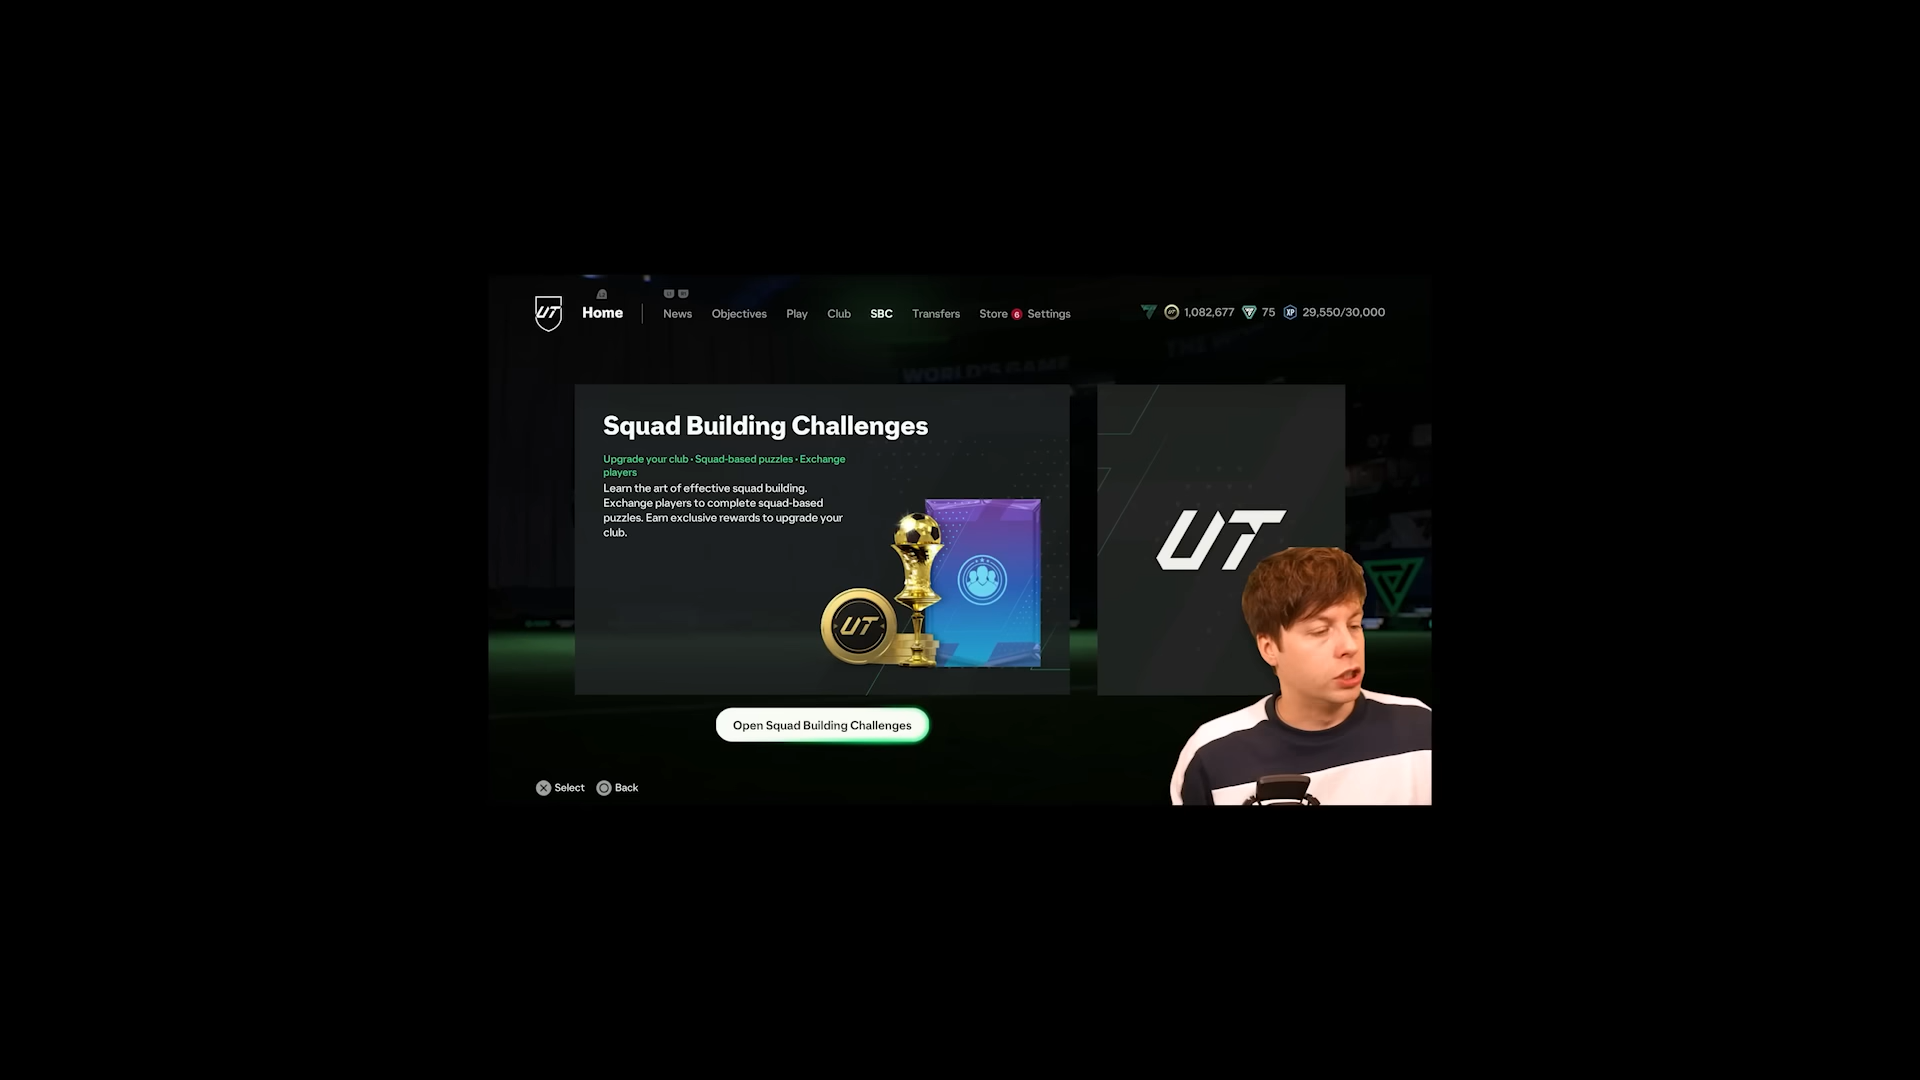 UT
Home
News
Objectives
Play
Club
SBC
Transfers
Store 6
Settings
1,082,677
75
XP
29,550/30,000
WORLD'S GAME
Squad Building Challenges
Upgrade your club • Squad-based puzzles • Exchange
players
Learn the art of effective squad building.
Exchange players to complete squad-based
puzzles. Earn exclusive rewards to upgrade your
club.
UT
UT
Open Squad Building Challenges
Select
Back